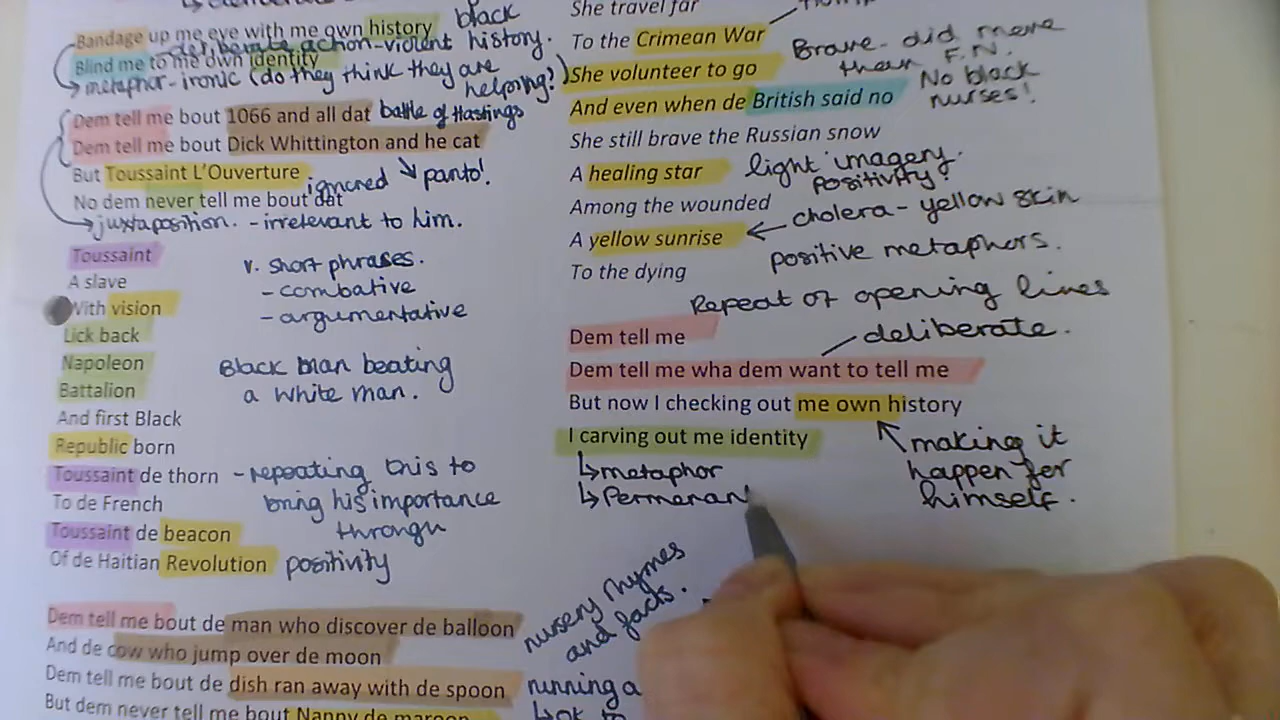 Bandage up me eye with me own history
black
deliberate action-violent history.
Blind me to me own identity
metaphor-ironic (do they think they are
helping?)
Dem tell me bout 1066 and all dat
battle of Hastings
Dem tell me bout Dick Whittington and he cat
But Toussaint L'Ouverture
ignored
panto!
No dem never tell me bout dat
juxtaposition. - irrelevant to him.
Toussaint
A slave
With vision
Lick back
Napoleon
Battalion
And first Black
Republic born
Toussaint de thorn
To de French
Toussaint de beacon
Of de Haitian Revolution
v. short phrases.
- combative
- argumentative
Black man beating
a white man.
- repeating this to
bring his importance
through
positivity
Dem tell me bout de man who discover de balloon
And de cow who jump over de moon
Dem tell me bout de dish ran away with de spoon
But dem never tell me bout Nanny de maroon
nursery rhymes
and facts.
running a
She travel far
To the Crimean War
She volunteer to go
And even when de British said no
She still brave the Russian snow
A healing star
Among the wounded
A yellow sunrise
To the dying
Brave - did more
than F.N.
No black
nurses!
light imagery.
positivity?
cholera - yellow skin
positive metaphors.
Repeat of opening lines
deliberate.
Dem tell me
Dem tell me wha dem want to tell me
But now I checking out me own history
I carving out me identity
metaphor
Permenan
making it
happen for
himself.